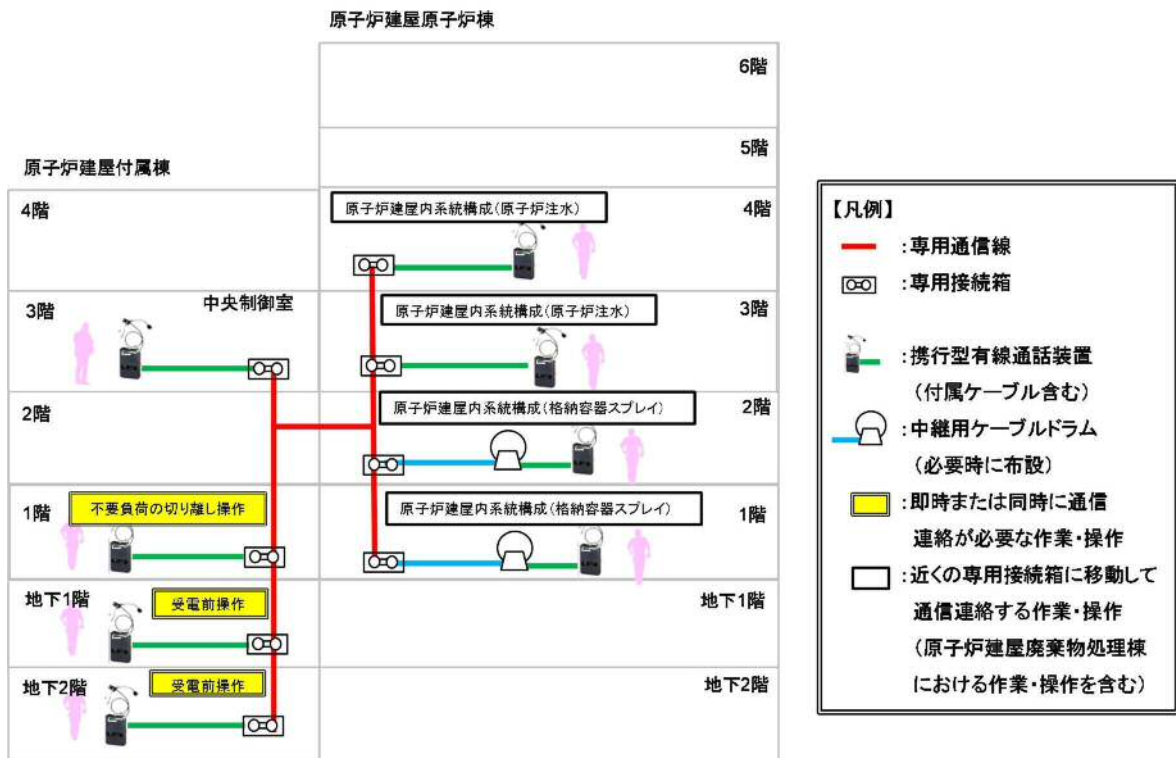 原子炉建屋原子炉棟
6階
5階
原子炉建屋付属棟
4階
原子炉建屋内系統構成(原子炉注水)
4階
3階
中央制御室
原子炉建屋内系統構成(原子炉注水)
3階
2階
原子炉建屋内系統構成(格納容器スプレイ)
2階
1階
不要負荷の切り離し操作
原子炉建屋内系統構成(格納容器スプレイ)
1階
地下1階
受電前操作
地下1階
地下2階
受電前操作
地下2階
【凡例】
:専用通信線
:専用接続箱
:携行型有線通話装置
(付属ケーブル含む)
:中継用ケーブルドラム
(必要時に布設)
:即時または同時に通信
連絡が必要な作業・操作
:近くの専用接続箱に移動して
通信連絡する作業・操作
(原子炉建屋廃棄物処理棟
における作業・操作を含む)